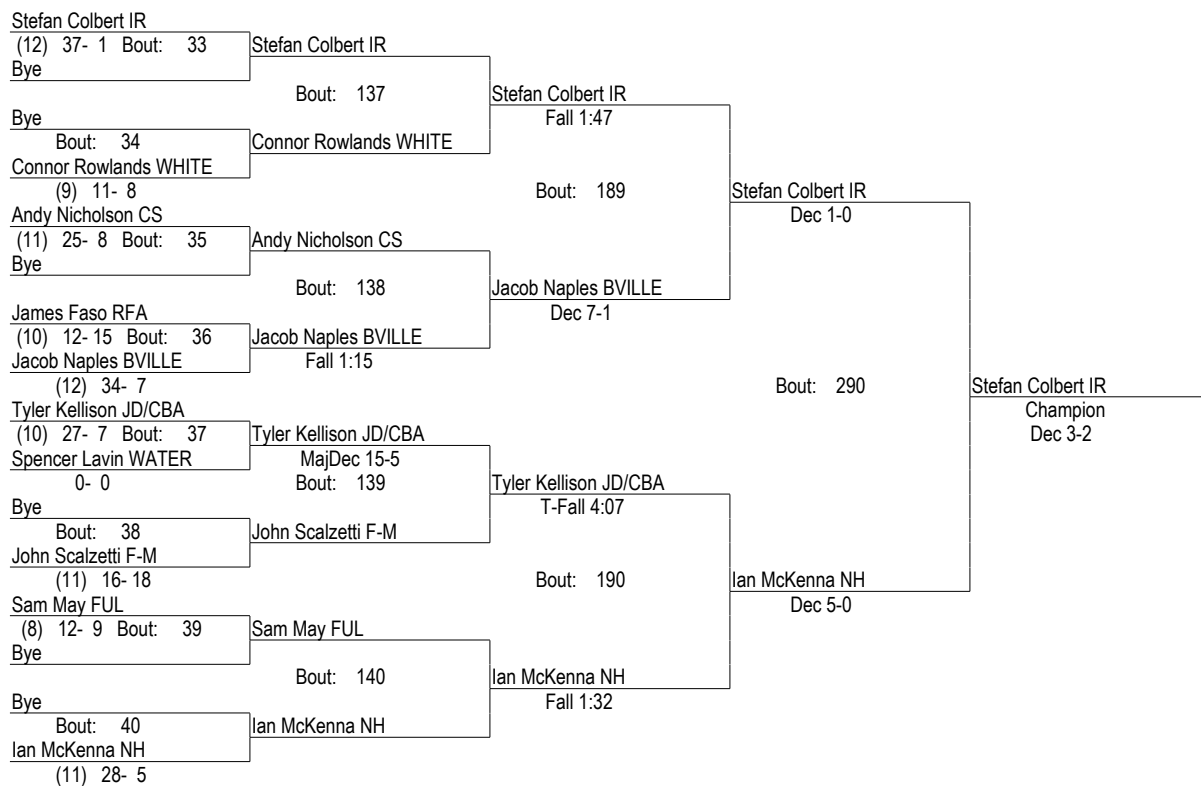 Stefan Colbert IR
(12) 37- 1 Bout: 33
Bye
Bye
Bout: 34
Connor Rowlands WHITE
(9) 11- 8
Andy Nicholson CS
(11) 25- 8 Bout: 35
Bye
James Faso RFA
(10) 12- 15 Bout: 36
Jacob Naples BVILLE
(12) 34- 7
Tyler Kellison JD/CBA
(10) 27- 7 Bout: 37
Spencer Lavin WATER
0- 0
Bye
Bout: 38
John Scalzetti F-M
(11) 16- 18
Sam May FUL
(8) 12- 9 Bout: 39
Bye
Bye
Bout: 40
Ian McKenna NH
(11) 28- 5
Stefan Colbert IR
Bout: 137
Connor Rowlands WHITE
Andy Nicholson CS
Bout: 138
Jacob Naples BVILLE
Fall 1:15
Tyler Kellison JD/CBA
MajDec 15-5
Bout: 139
John Scalzetti F-M
Sam May FUL
Bout: 140
Ian McKenna NH
Stefan Colbert IR
Fall 1:47
Bout: 189
Jacob Naples BVILLE
Dec 7-1
Tyler Kellison JD/CBA
T-Fall 4:07
Bout: 190
Ian McKenna NH
Fall 1:32
Stefan Colbert IR
Dec 1-0
Bout: 290
Ian McKenna NH
Dec 5-0
Stefan Colbert IR
Champion
Dec 3-2